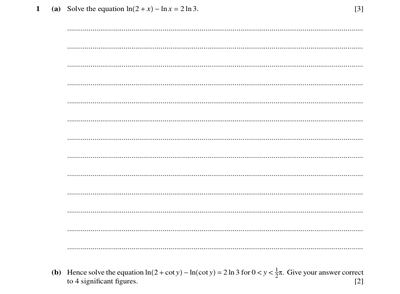 1 (a) Solve the equation ln(2 + x) − ln x = 2 ln 3. [3]
(b) Hence solve the equation ln(2 + cot y) − ln(cot y) = 2 ln 3 for 0 < y < ½π. Give your answer correct
to 4 significant figures. [2]